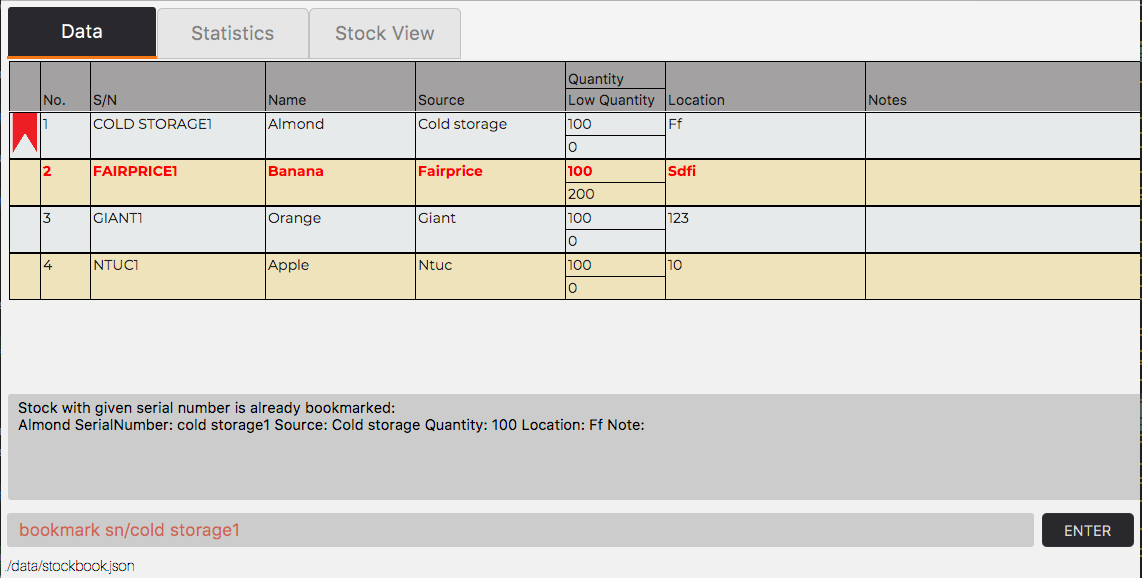 Data Statistics Stock View
Quantity
No. S/N Name Source Low Quantity Location Notes
1 COLD STORAGE1 Almond Cold storage 100 Ff
0
2 FAIRPRICE1 Banana Fairprice 100 Sdfi
200
3 GIANT1 Orange Giant 100 123
0
4 NTUC1 Apple Ntuc 100 10
0
Stock with given serial number is already bookmarked:
Almond SerialNumber: cold storage1 Source: Cold storage Quantity: 100 Location: Ff Note:
bookmark sn/cold storage1 ENTER
./data/stockbook.json